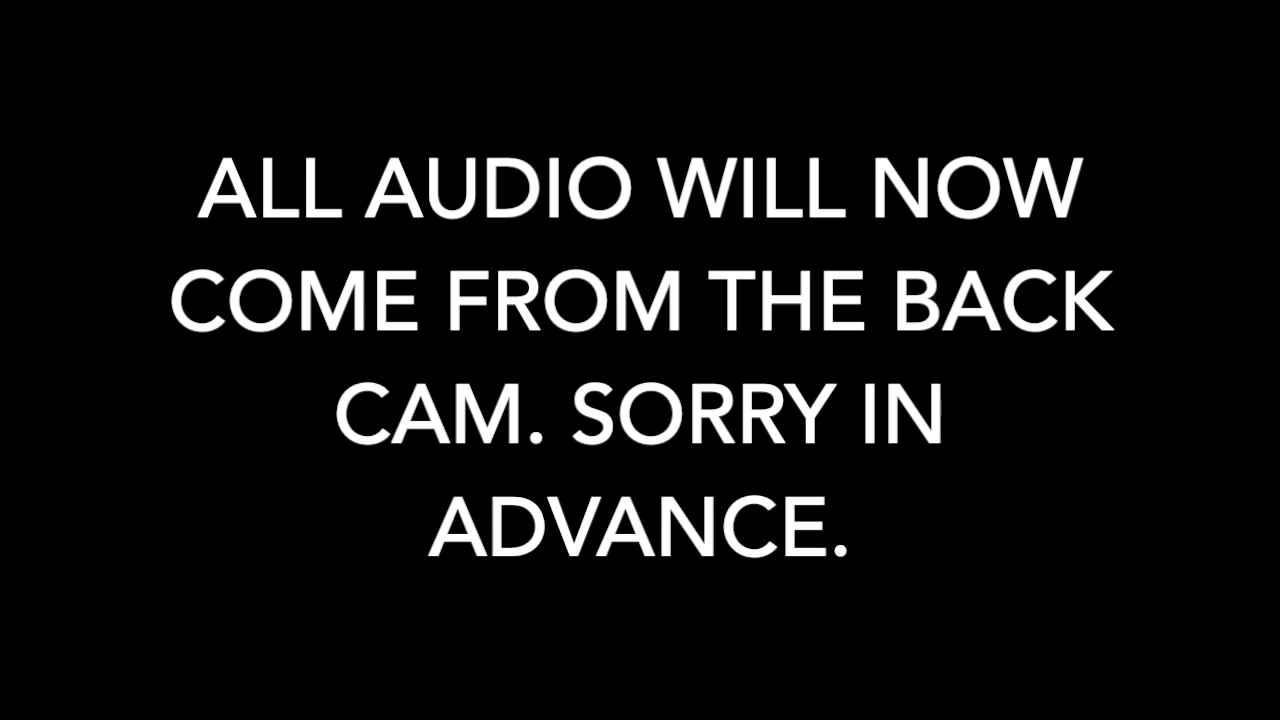 ALL AUDIO WILL NOW
COME FROM THE BACK
CAM. SORRY IN
ADVANCE.